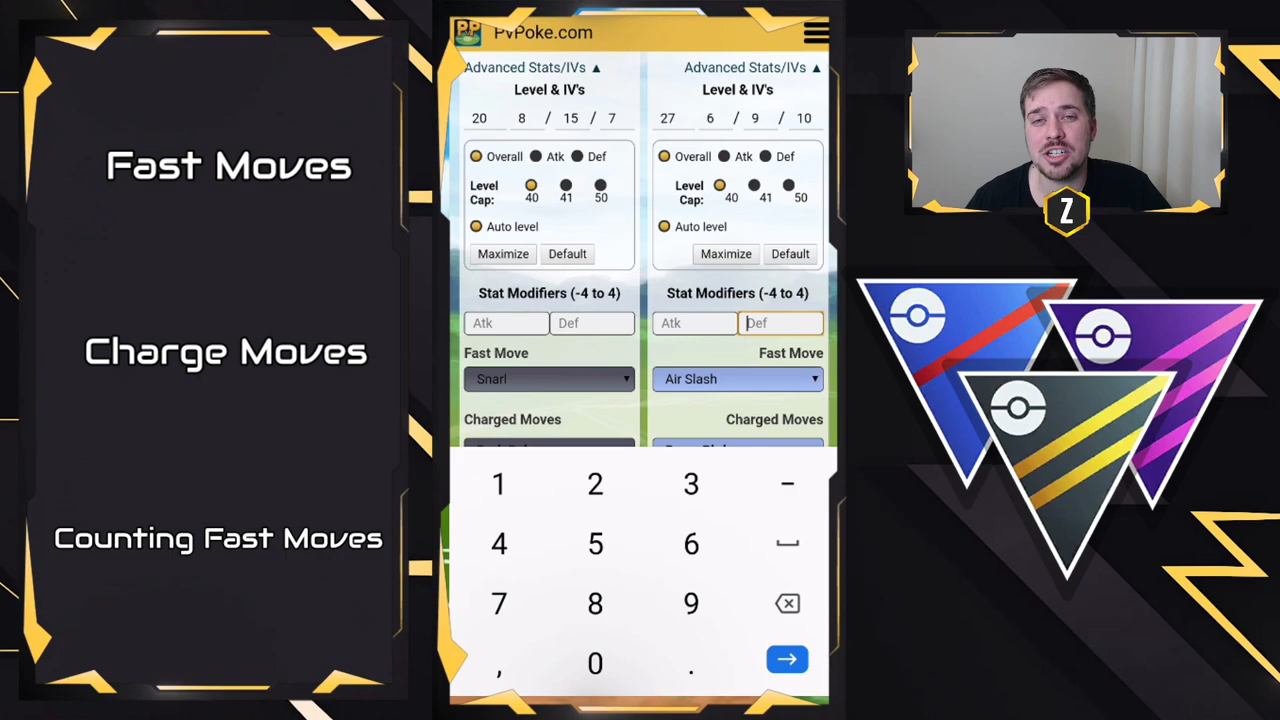 Fast Moves
Charge Moves
Counting Fast Moves
PvPoke.com
Advanced Stats/IVs ▲
Level & IV's
20 8 / 15 / 7
Overall Atk Def
Level Cap: 40 41 50
Auto level
Maximize Default
Stat Modifiers (-4 to 4)
Atk Def
Fast Move
Snarl
Charged Moves
Advanced Stats/IVs ▲
Level & IV's
27 6 / 9 / 10
Overall Atk Def
Level Cap: 40 41 50
Auto level
Maximize Default
Stat Modifiers (-4 to 4)
Atk Def
Fast Move
Air Slash
Charged Moves
1 2 3 -
4 5 6
7 8 9
, 0 .
Z